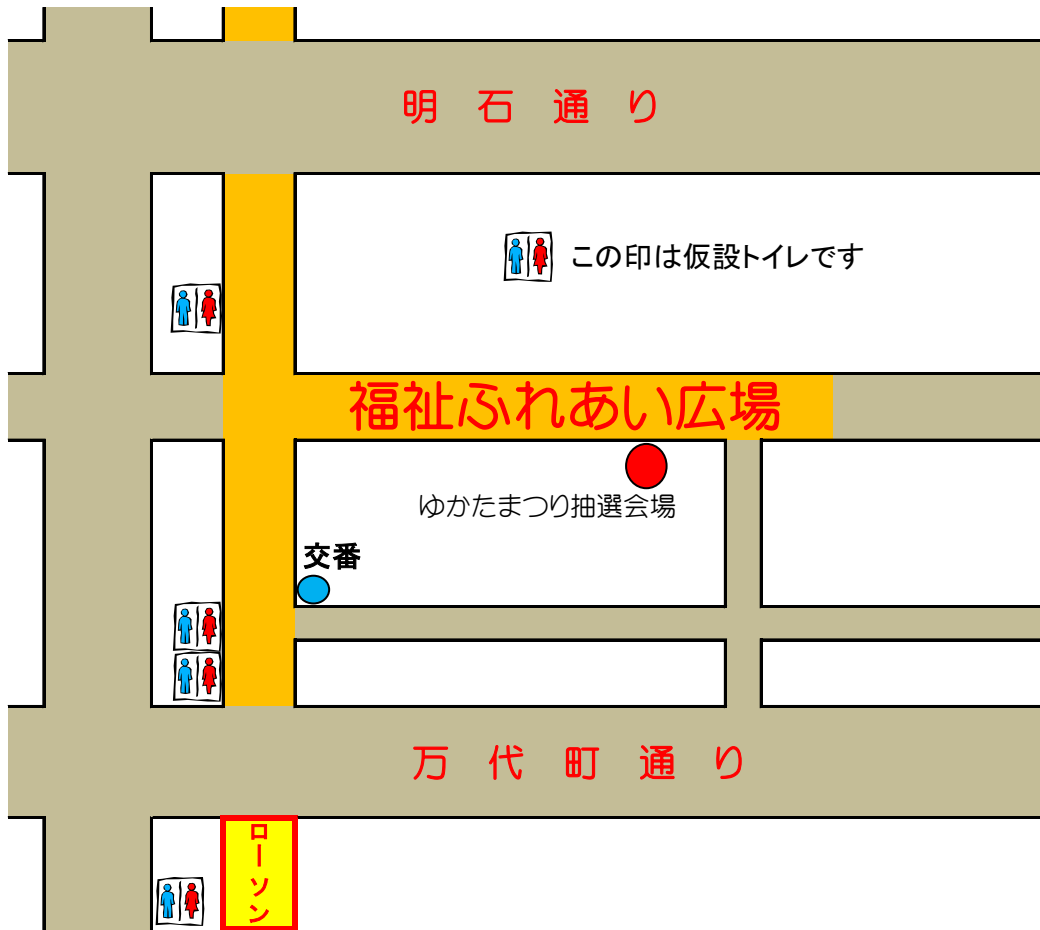 明石通り
この印は仮設トイレです
福祉ふれあい広場
ゆかたまつり抽選会場
交番
万代町通り
ローソン